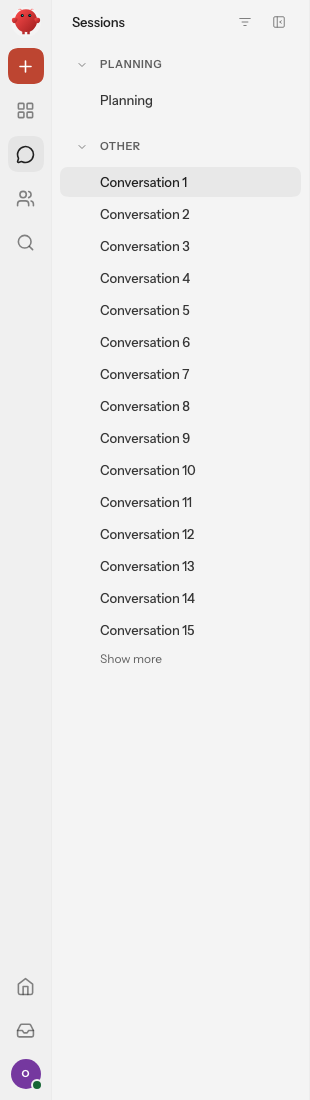 Sessions
PLANNING
Planning
OTHER
Conversation 1
Conversation 2
Conversation 3
Conversation 4
Conversation 5
Conversation 6
Conversation 7
Conversation 8
Conversation 9
Conversation 10
Conversation 11
Conversation 12
Conversation 13
Conversation 14
Conversation 15
Show more
O